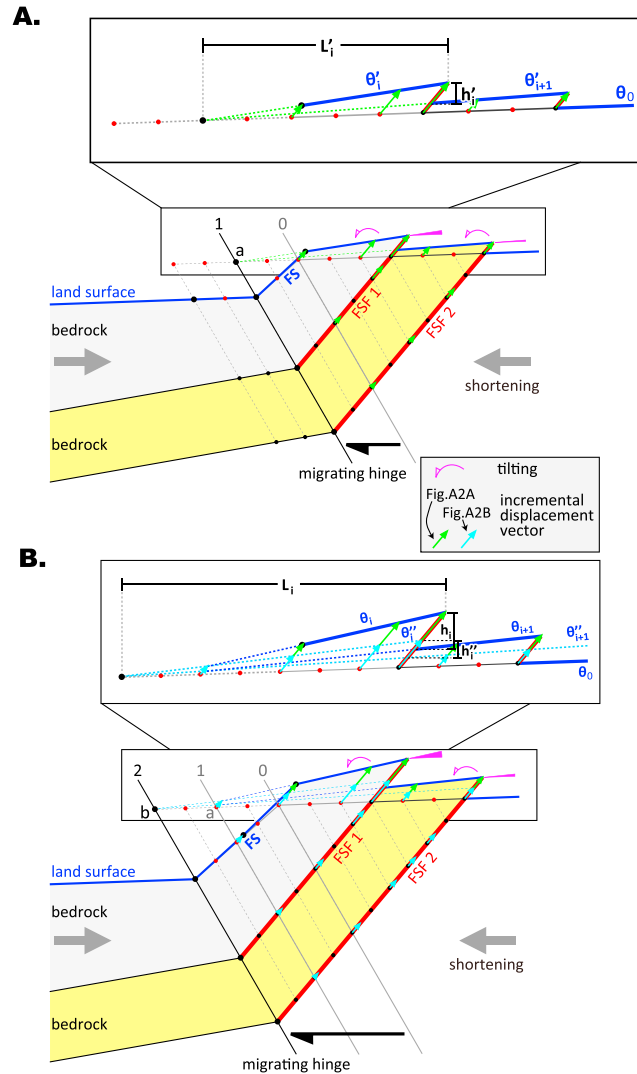 A.
L′i
θ′i
h′i
θ′i+1
θ0
1
0
a
FS
FSF 1
FSF 2
land surface
bedrock
bedrock
shortening
migrating hinge
tilting
Fig.A2A
Fig.A2B
incremental
displacement
vector
B.
Li
θi
θ′′i
hi
h′′i
θi+1
θ′′i+1
θ0
2
1
0
b
a
FS
FSF 1
FSF 2
land surface
bedrock
bedrock
shortening
migrating hinge